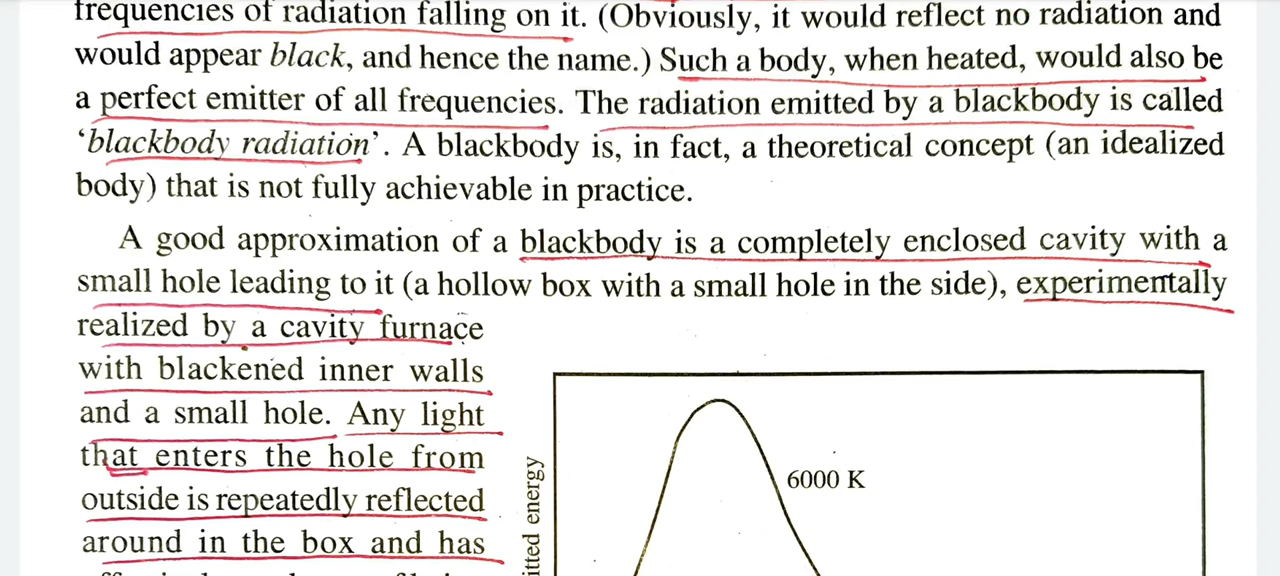 frequencies of radiation falling on it. (Obviously, it would reflect no radiation and
would appear black, and hence the name.) Such a body, when heated, would also be
a perfect emitter of all frequencies. The radiation emitted by a blackbody is called
‘blackbody radiation’. A blackbody is, in fact, a theoretical concept (an idealized
body) that is not fully achievable in practice.
A good approximation of a blackbody is a completely enclosed cavity with a
small hole leading to it (a hollow box with a small hole in the side), experimentally
realized by a cavity furnace
with blackened inner walls
and a small hole. Any light
that enters the hole from
outside is repeatedly reflected
around in the box and has
6000 K
energy